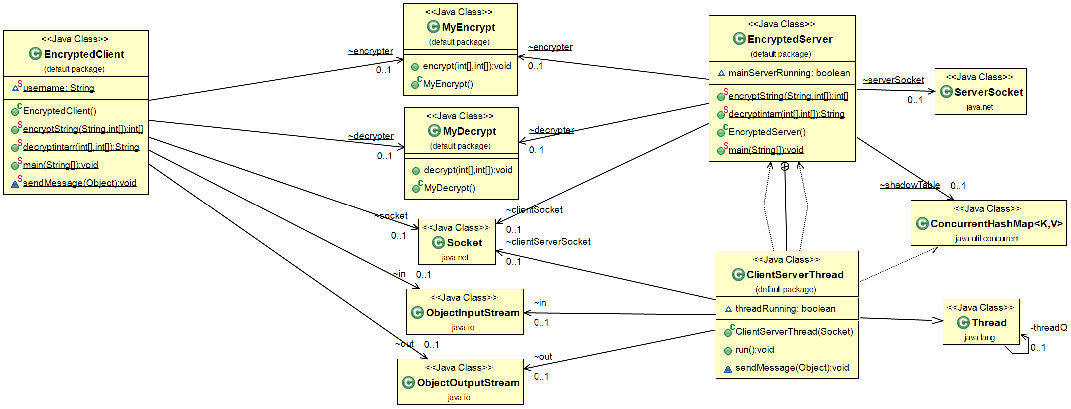 <<Java Class>>
EncryptedClient
(default package)
username: String
EncryptedClient()
encryptString(String,int[]):int[]
decryptintarr(int[],int[]):String
main(String[]):void
sendMessage(Object):void
<<Java Class>>
MyEncrypt
(default package)
encrypt(int[],int[]):void
MyEncrypt()
<<Java Class>>
MyDecrypt
(default package)
decrypt(int[],int[]):void
MyDecrypt()
<<Java Class>>
Socket
java.net
<<Java Class>>
ObjectInputStream
java.io
<<Java Class>>
ObjectOutputStream
java.io
<<Java Class>>
EncryptedServer
(default package)
mainServerRunning: boolean
encryptString(String,int[]):int[]
decryptintarr(int[],int[]):String
EncryptedServer()
main(String[]):void
<<Java Class>>
ServerSocket
java.net
<<Java Class>>
ConcurrentHashMap<K,V>
java.util.concurrent
<<Java Class>>
ClientServerThread
(default package)
threadRunning: boolean
ClientServerThread(Socket)
run():void
sendMessage(Object):void
<<Java Class>>
Thread
java.lang
~encrypter
0..1
~decrypter
0..1
~socket
0..1
~in
0..1
~out
0..1
~encrypter
0..1
~decrypter
0..1
~clientSocket
0..1
~clientServerSocket
0..1
~in
0..1
~out
0..1
~serverSocket
0..1
~shadowTable
0..1
-threadQ
0..1